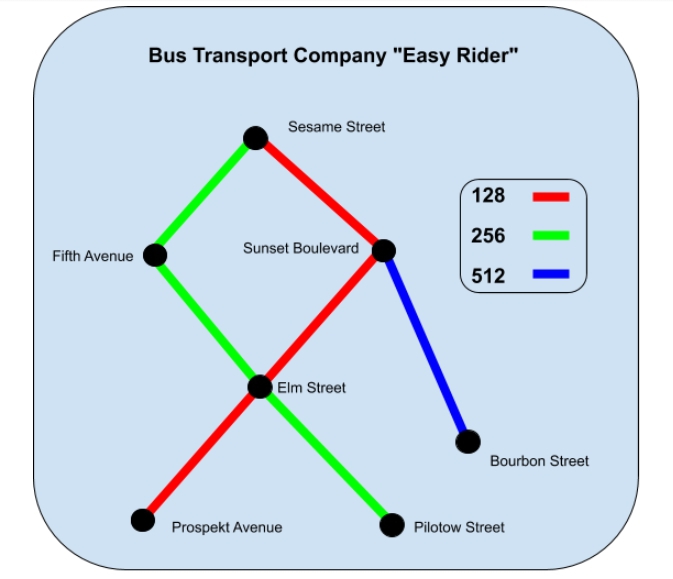 Bus Transport Company "Easy Rider"
Sesame Street
128
256
512
Fifth Avenue
Sunset Boulevard
Elm Street
Bourbon Street
Prospekt Avenue
Pilotow Street